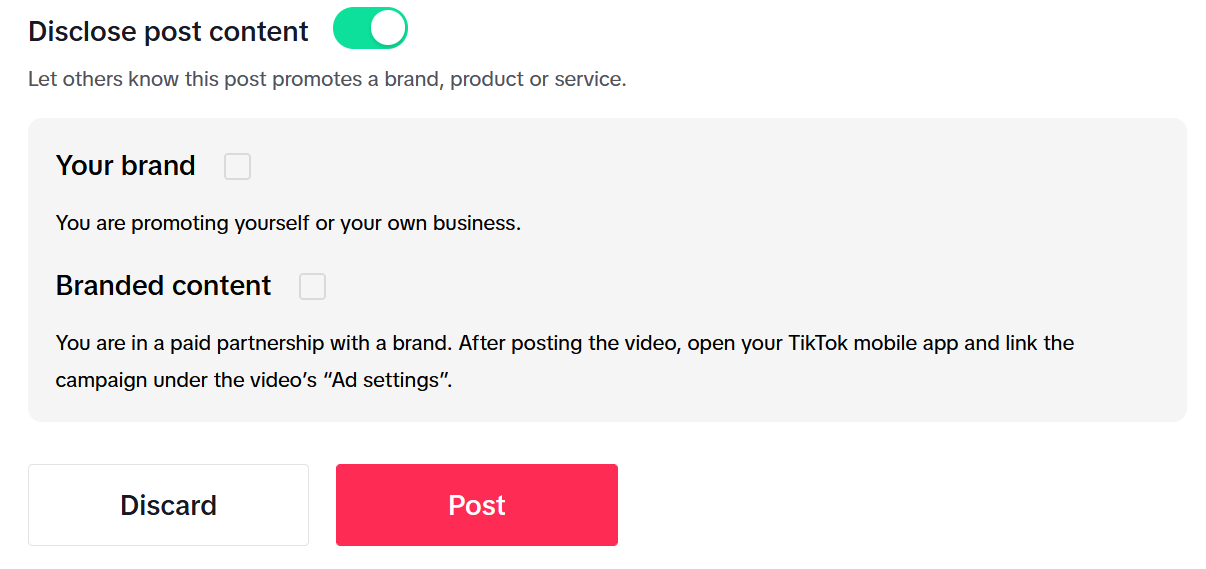 Disclose post content
Let others know this post promotes a brand, product or service.
Your brand
You are promoting yourself or your own business.
Branded content
You are in a paid partnership with a brand. After posting the video, open your TikTok mobile app and link the
campaign under the video’s “Ad settings”.
Discard
Post